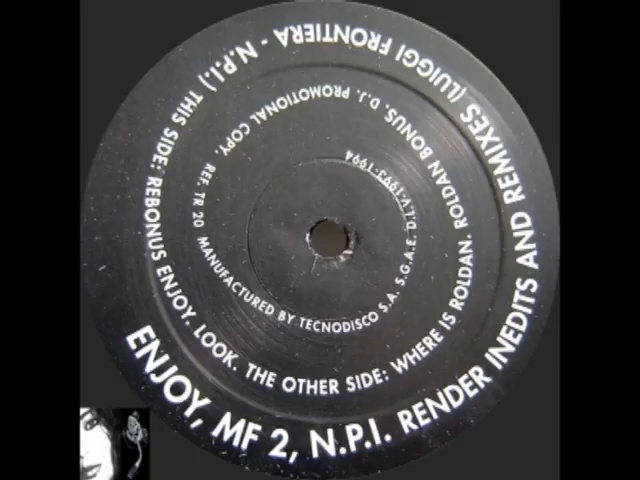 ENJOY, MF 2, N.P.I. RENDER INEDITS AND REMIXES (LUIGGI FRONTIERA - N.P.I.) THIS SIDE: REBONUS ENJOY. LOOK. THE OTHER SIDE: WHERE IS ROLDAN. ROLDAN BONUS. D.J. PROMOTIONAL COPY. REF. TR 20 MANUFACTURED BY TECNODISCO S.A. S.G.A.E. D.L.V.-1993-1994